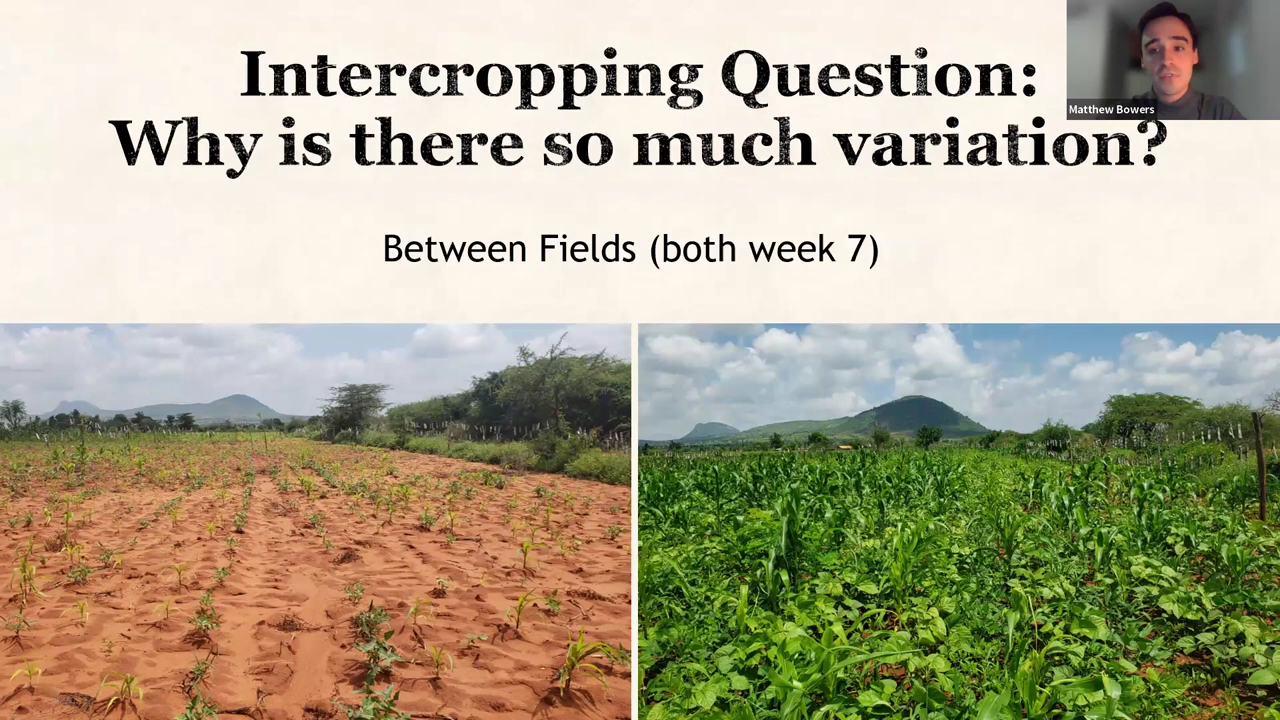 Intercropping Question:
Why is there so much variation?
Matthew Bowers
Between Fields (both week 7)